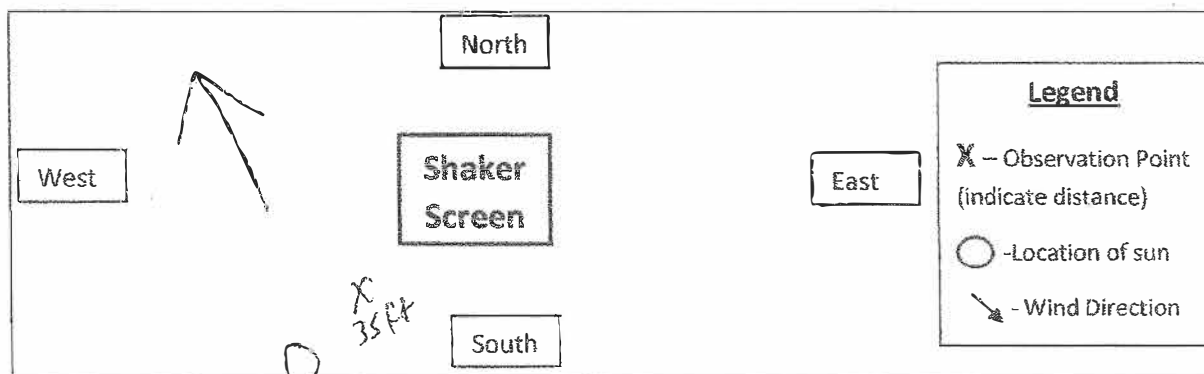 North
West
Shaker
Screen
East
X
35 ft
South
Legend
X – Observation Point
(indicate distance)
-Location of sun
- Wind Direction